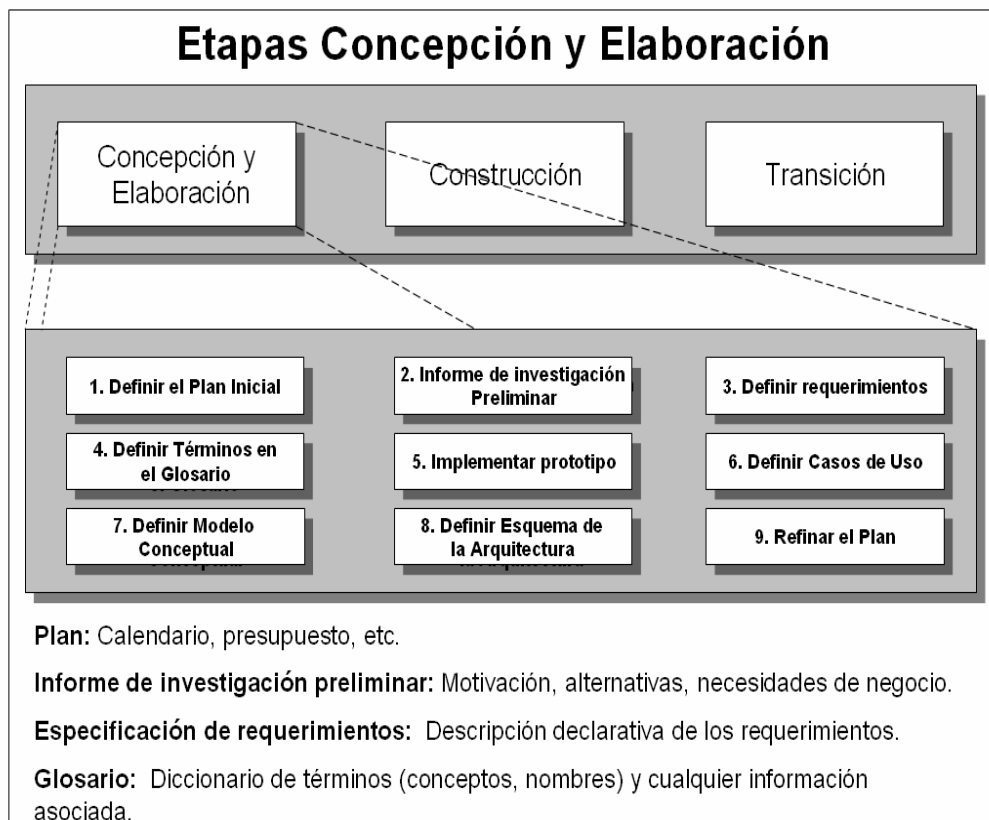 Etapas Concepción y Elaboración
Concepción y
Elaboración
Construcción
Transición
1. Definir el Plan Inicial
2. Informe de investigación
Preliminar
3. Definir requerimientos
4. Definir Términos en
el Glosario
5. Implementar prototipo
6. Definir Casos de Uso
7. Definir Modelo
Conceptual
8. Definir Esquema de
la Arquitectura
9. Refinar el Plan
Plan: Calendario, presupuesto, etc.
Informe de investigación preliminar: Motivación, alternativas, necesidades de negocio.
Especificación de requerimientos: Descripción declarativa de los requerimientos.
Glosario: Diccionario de términos (conceptos, nombres) y cualquier información
asociada.